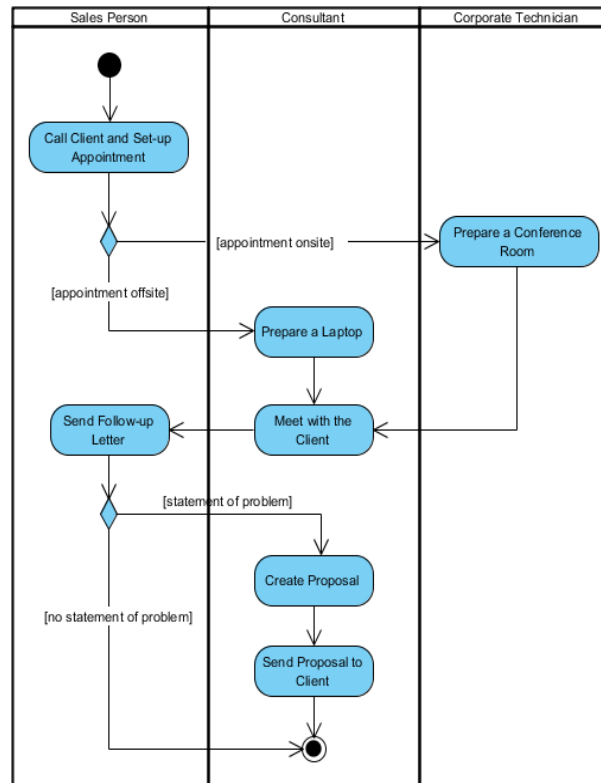 Sales Person
Consultant
Corporate Technician
Call Client and Set-up
Appointment
[appointment onsite]
Prepare a Conference
Room
[appointment offsite]
Prepare a Laptop
Send Follow-up
Letter
Meet with the
Client
[statement of problem]
Create Proposal
[no statement of problem]
Send Proposal to
Client